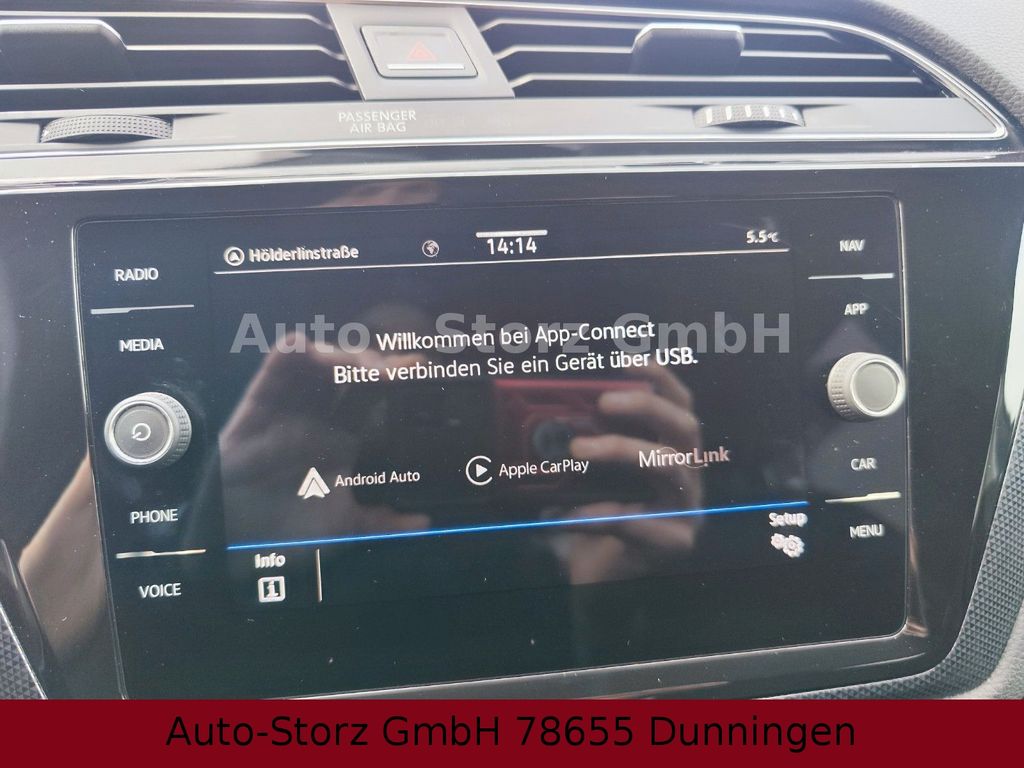 PASSENGER
AIR BAG
Hölderlinstraße
14:14
5.5°C
RADIO
MEDIA
PHONE
VOICE
NAV
APP
CAR
MENU
Auto - Storz GmbH
Willkommen bei App-Connect
Bitte verbinden Sie ein Gerät über USB.
Android Auto
Apple CarPlay
MirrorLink
Info
Setup
Auto-Storz GmbH 78655 Dunningen